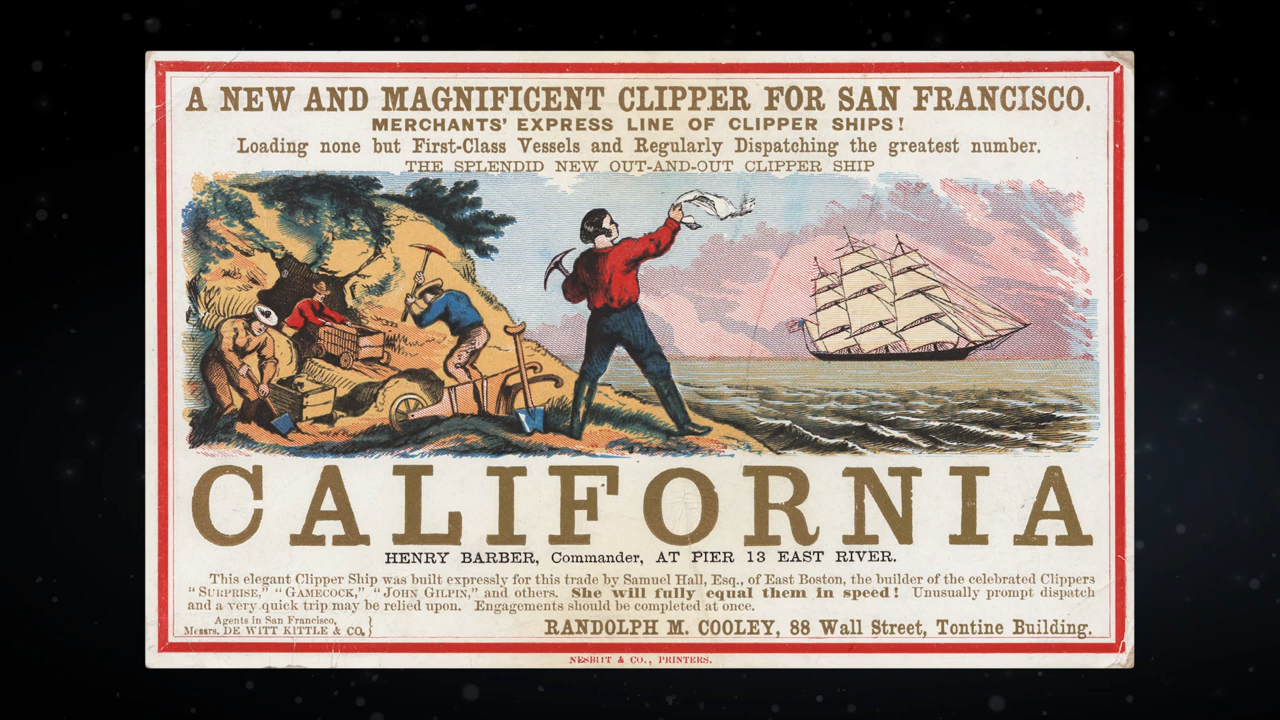 A NEW AND MAGNIFICENT CLIPPER FOR SAN FRANCISCO.
MERCHANTS' EXPRESS LINE OF CLIPPER SHIPS!
Loading none but First-Class Vessels and Regularly Dispatching the greatest number.
THE SPLENDID NEW OUT-AND-OUT CLIPPER SHIP
CALIFORNIA
HENRY BARBER, Commander, AT PIER 13 EAST RIVER.
This elegant Clipper Ship was built expressly for this trade by Samuel Hall, Esq., of East Boston, the builder of the celebrated Clippers
"SURPRISE," "GAMECOCK," "JOHN GILPIN," and others. She will fully equal them in speed! Unusually prompt dispatch
and a very quick trip may be relied upon. Engagements should be completed at once.
Agents in San Francisco,
Messrs. DE WITT KITTLE & CO. }
RANDOLPH M. COOLEY, 88 Wall Street, Tontine Building.
NESBITT & CO., PRINTERS.